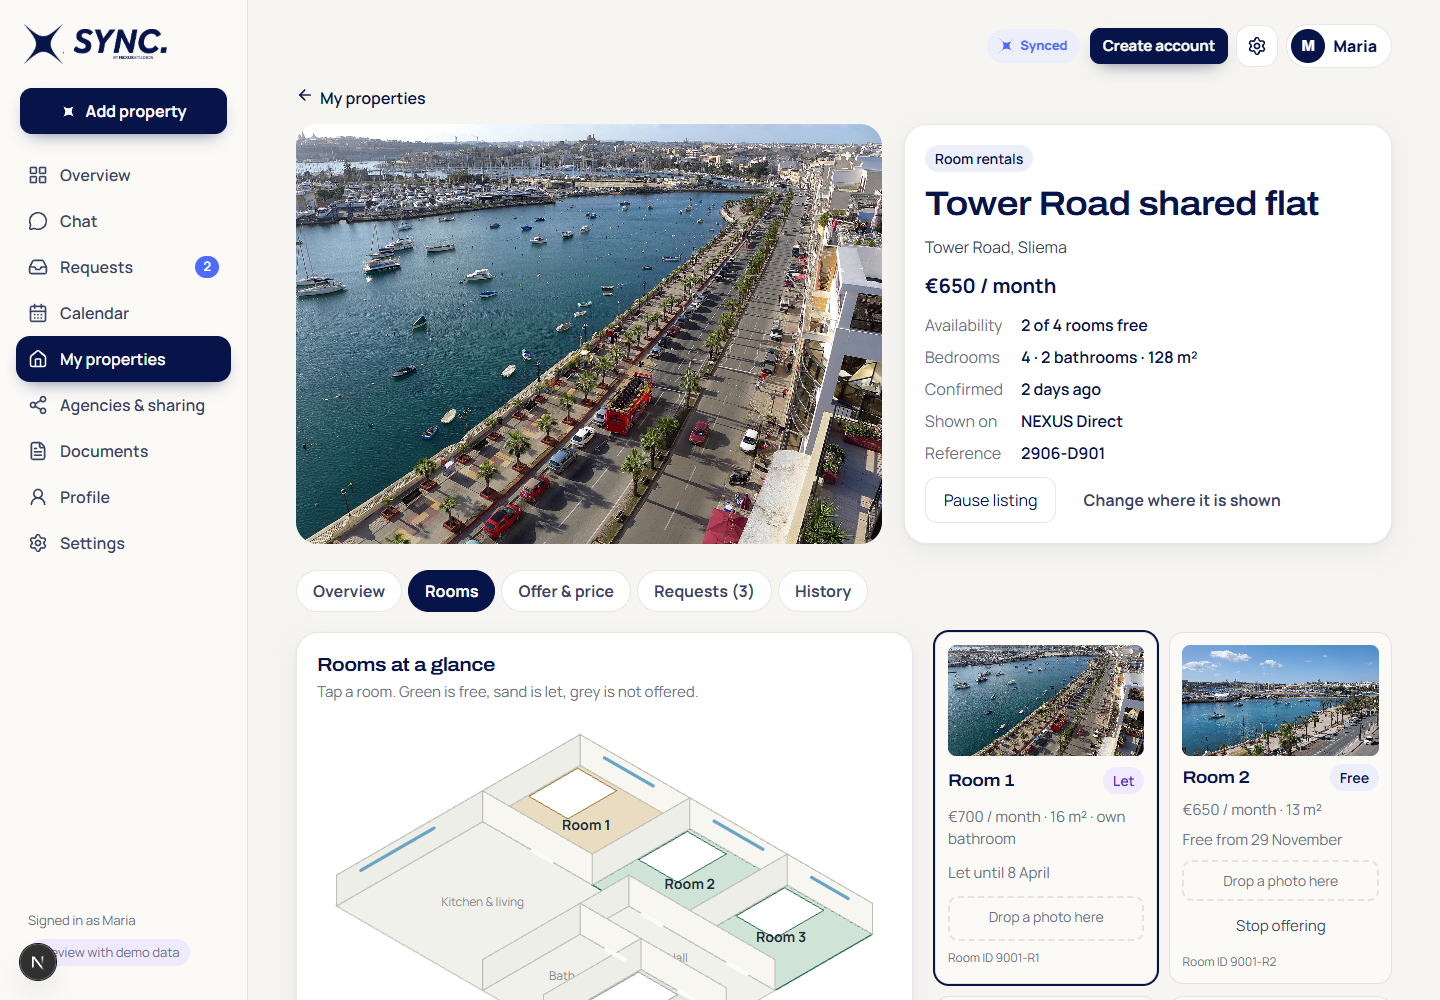 SYNC.
BY NEXUS STUDIOS
Add property
Overview
Chat
Requests 2
Calendar
My properties
Agencies & sharing
Documents
Profile
Settings
Signed in as Maria
view with demo data
N
Synced
Create account
M Maria
My properties
Room rentals
Tower Road shared flat
Tower Road, Sliema
€650 / month
Availability 2 of 4 rooms free
Bedrooms 4 · 2 bathrooms · 128 m²
Confirmed 2 days ago
Shown on NEXUS Direct
Reference 2906-D901
Pause listing Change where it is shown
Overview Rooms Offer & price Requests (3) History
Rooms at a glance
Tap a room. Green is free, sand is let, grey is not offered.
Room 1
Room 2
Kitchen & living
Room 3
Bath
Room 1 Let
€700 / month · 16 m² · own
bathroom
Let until 8 April
Drop a photo here
Room ID 9001-R1
Room 2 Free
€650 / month · 13 m²
Free from 29 November
Drop a photo here
Stop offering
Room ID 9001-R2